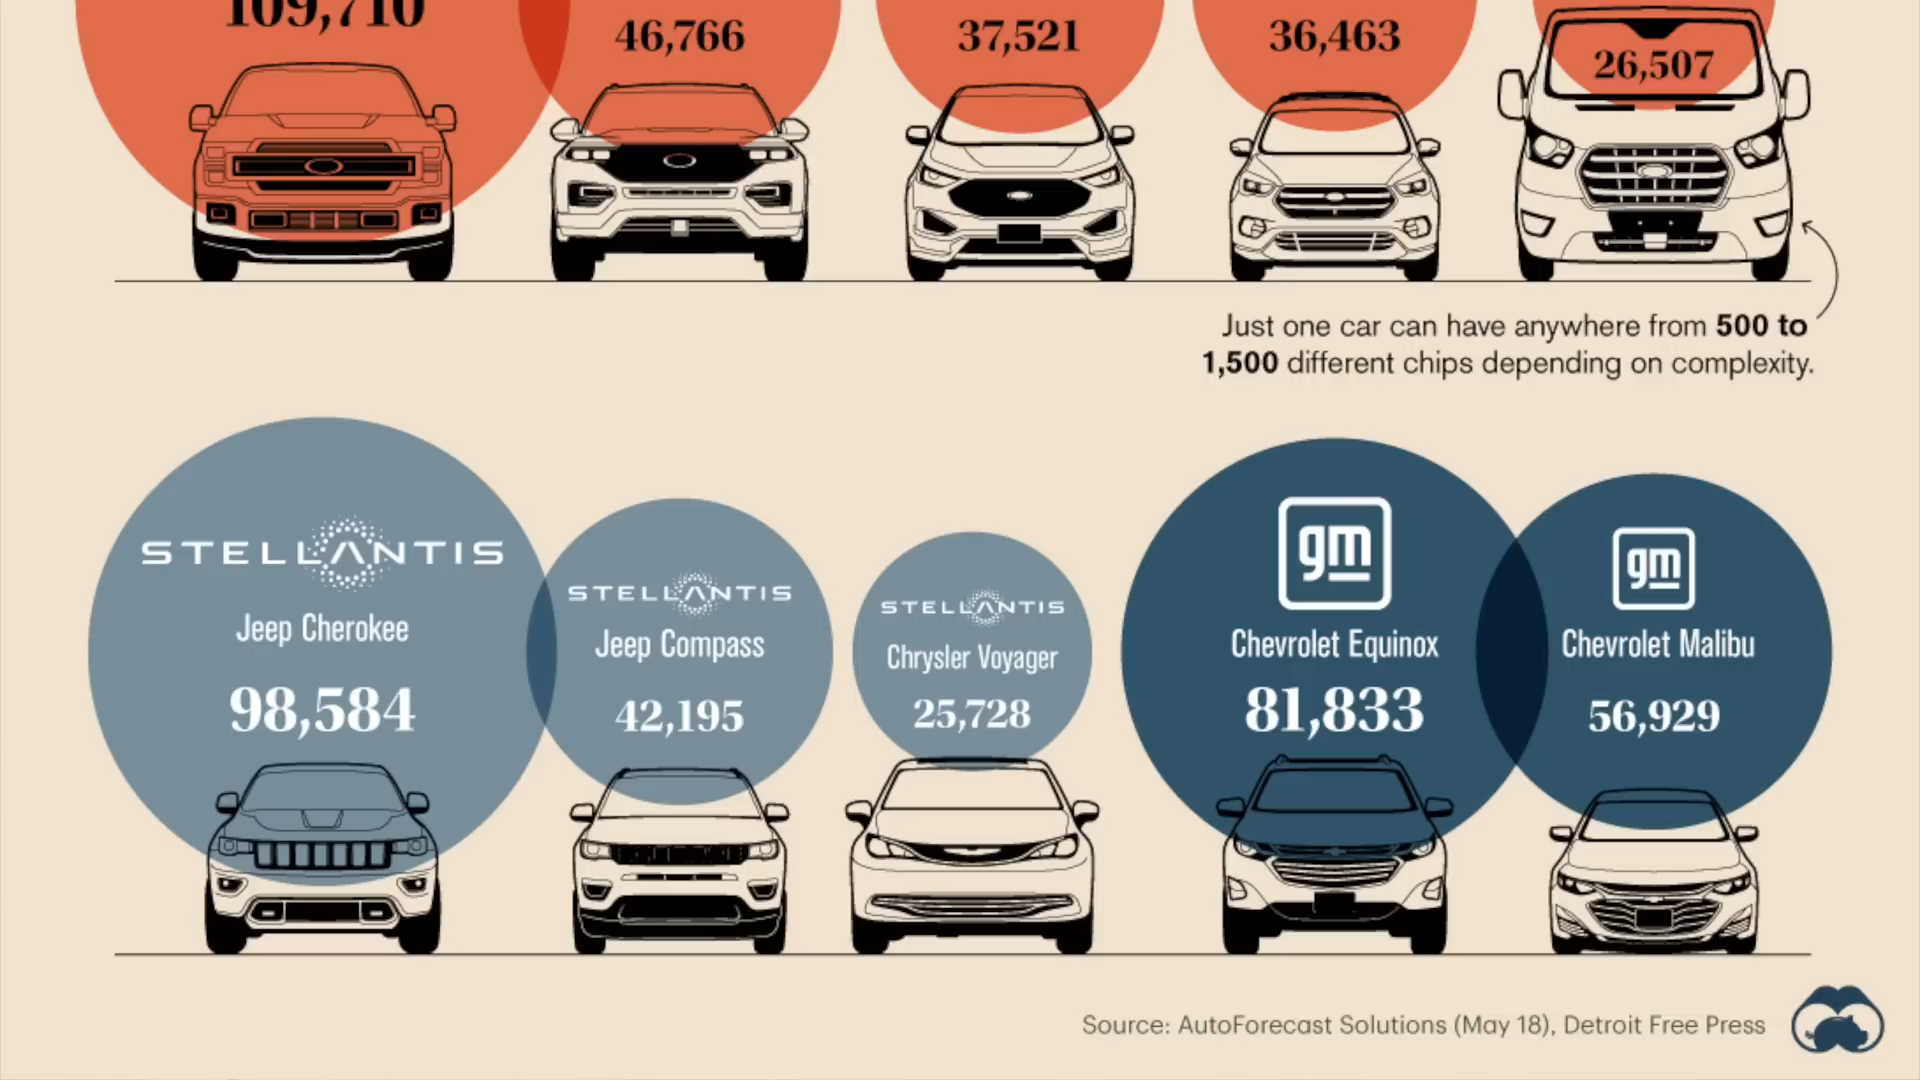 109,710
46,766
37,521
36,463
26,507
Just one car can have anywhere from 500 to
1,500 different chips depending on complexity.
STELLANTIS
Jeep Cherokee
98,584
STELLANTIS
Jeep Compass
42,195
STELLANTIS
Chrysler Voyager
25,728
gm
Chevrolet Equinox
81,833
gm
Chevrolet Malibu
56,929
Source: AutoForecast Solutions (May 18), Detroit Free Press